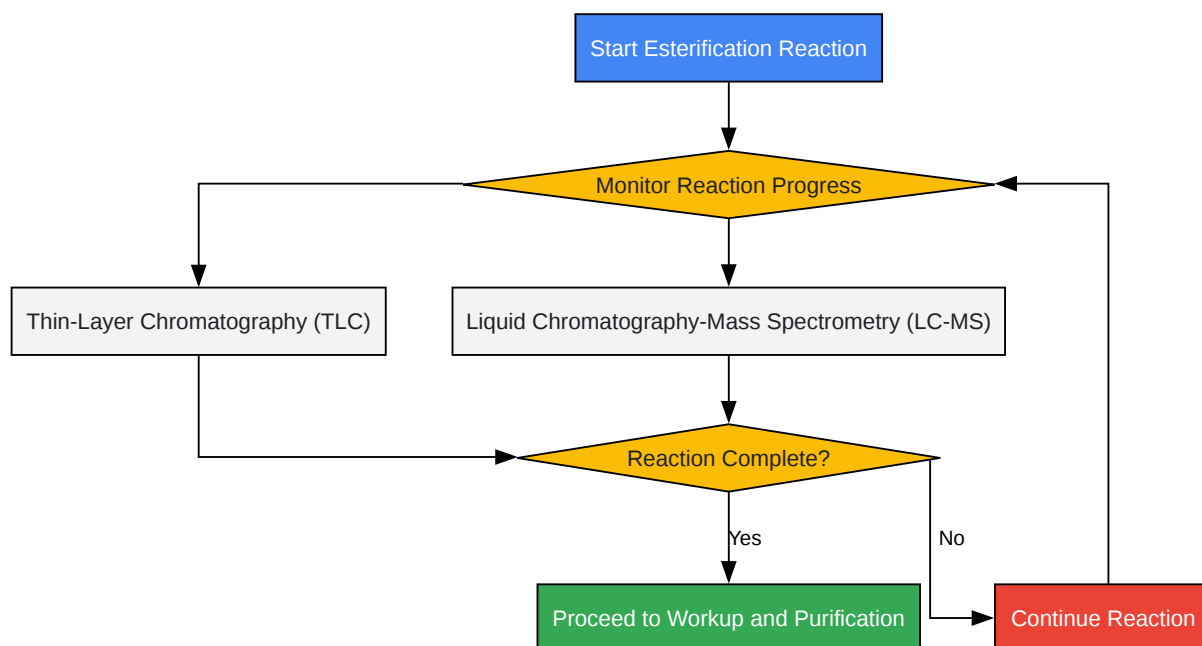 Start Esterification Reaction
Monitor Reaction Progress
Thin-Layer Chromatography (TLC)
Liquid Chromatography-Mass Spectrometry (LC-MS)
Reaction Complete?
Yes
No
Proceed to Workup and Purification
Continue Reaction